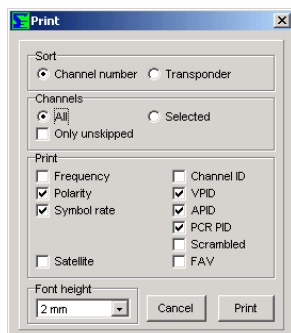 Print
Sort
Channel number Transponder
Channels
All Selected
Only unskipped
Print
Frequency Channel ID
Polarity VPID
Symbol rate APID
PCR PID
Scrambled
Satellite FAV
Font height
2 mm Cancel Print